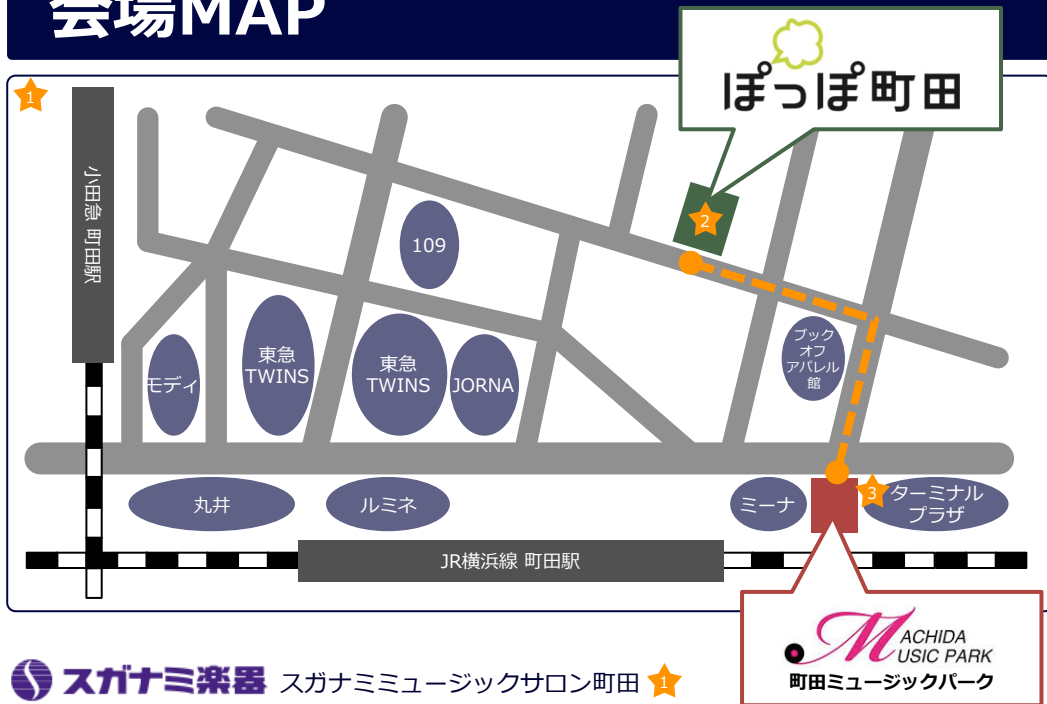 会場MAP
ぽっぽ町田
1
小田急 町田駅
2
109
東急
TWINS
東急
TWINS
JORNA
モディ
ブック
オフ
アパレル
館
丸井
ルミネ
ミーナ
3
ターミナル
プラザ
JR横浜線 町田駅
MACHIDA
MUSIC PARK
町田ミュージックパーク
スガナミ楽器 スガナミミュージックサロン町田 1